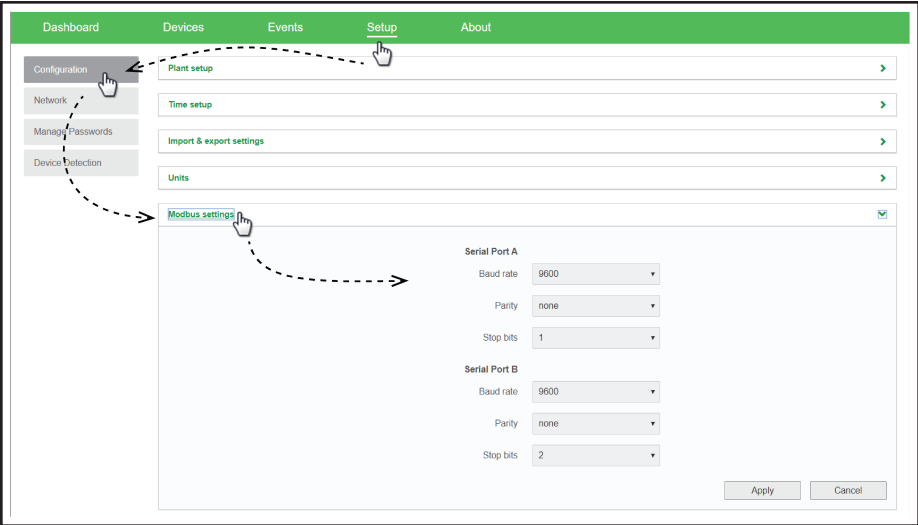 Dashboard Devices Events Setup About
Configuration
Network
Manage Passwords
Device Detection
Plant setup
Time setup
Import & export settings
Units
Modbus settings
Serial Port A
Baud rate 9600
Parity none
Stop bits 1
Serial Port B
Baud rate 9600
Parity none
Stop bits 2
Apply Cancel